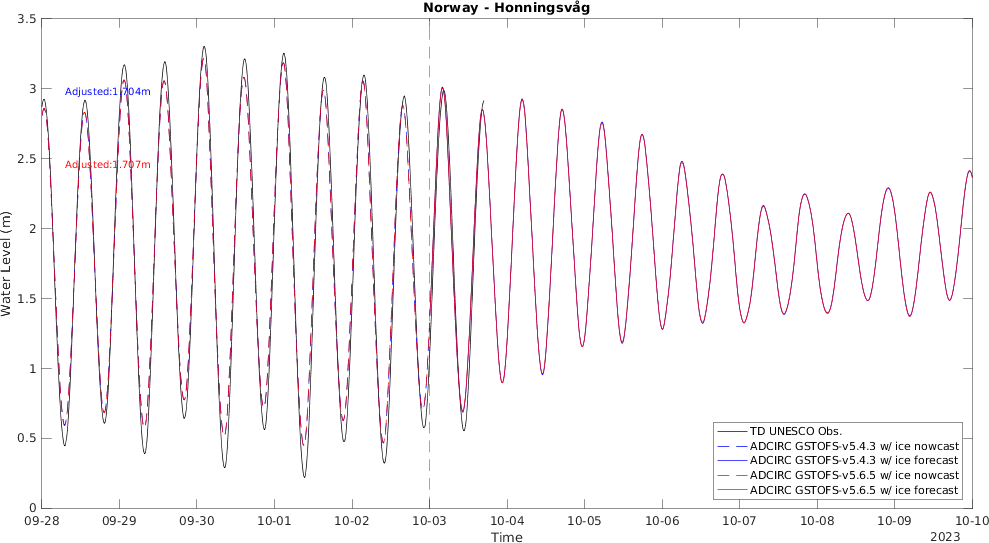 Norway - Honningsvåg
3.5
3
2.5
2
1.5
1
0.5
0
Water Level (m)
Adjusted:1.704m
Adjusted:1.707m
TD UNESCO Obs.
ADCIRC GSTOFS-v5.4.3 w/ ice nowcast
ADCIRC GSTOFS-v5.4.3 w/ ice forecast
ADCIRC GSTOFS-v5.6.5 w/ ice nowcast
ADCIRC GSTOFS-v5.6.5 w/ ice forecast
09-28 09-29 09-30 10-01 10-02 10-03 10-04 10-05 10-06 10-07 10-08 10-09 10-10
Time
2023